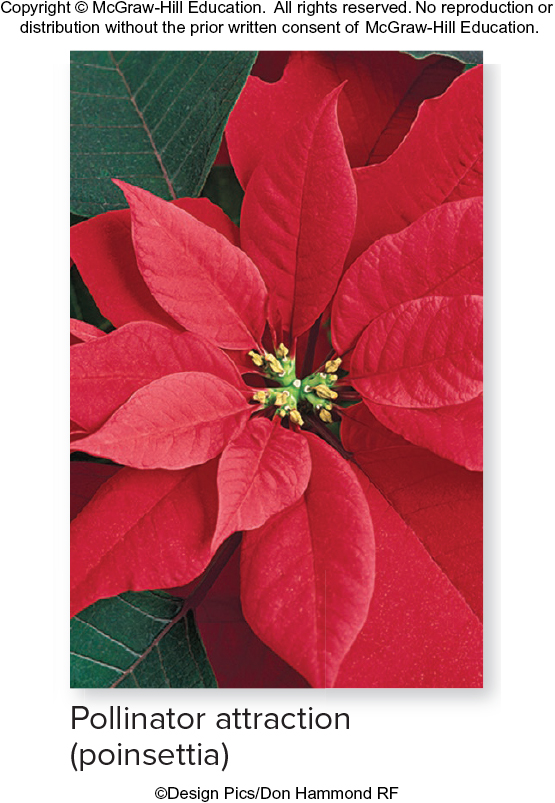 Copyright © McGraw-Hill Education. All rights reserved. No reproduction or
distribution without the prior written consent of McGraw-Hill Education.
Pollinator attraction
(poinsettia)
©Design Pics/Don Hammond RF